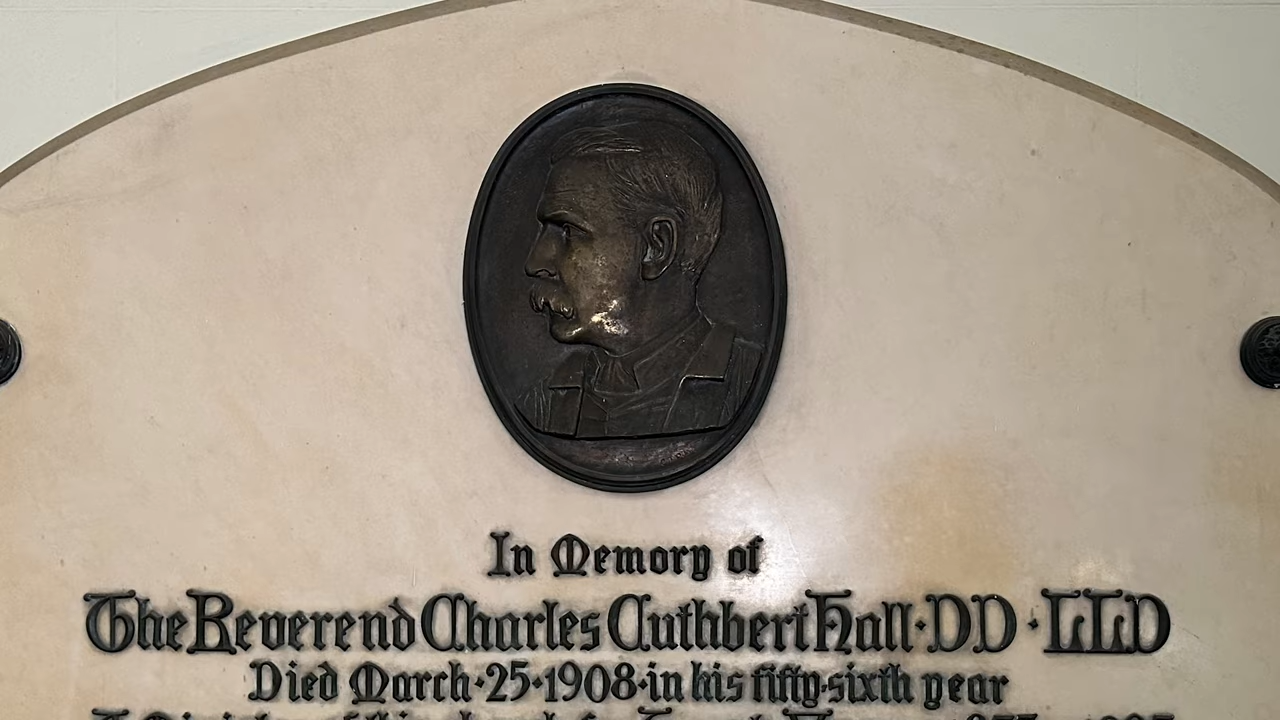 In Memory of
The Reverend Charles Cuthbert Hall·DD·LLD
Died March·25·1908·in his fifty-sixth year